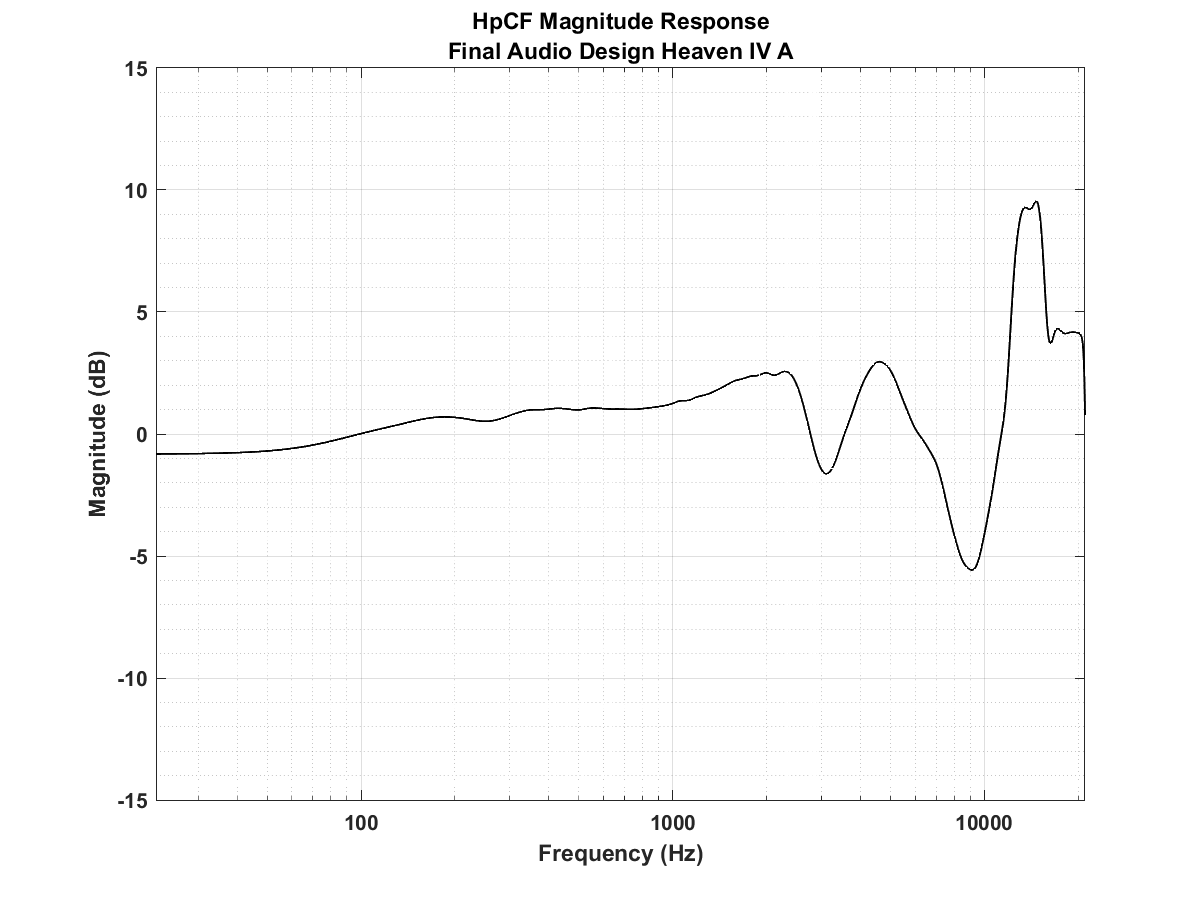 HpCF Magnitude Response
Final Audio Design Heaven IV A
15
10
5
0
-5
-10
-15
Magnitude (dB)
100
1000
10000
Frequency (Hz)